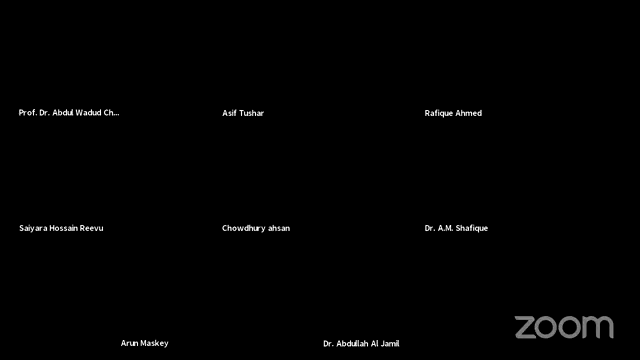 Prof. Dr. Abdul Wadud Ch...
Asif Tushar
Rafique Ahmed
Saiyara Hossain Reevu
Chowdhury ahsan
Dr. A.M. Shafique
zoom
Arun Maskey
Dr. Abdullah Al Jamil